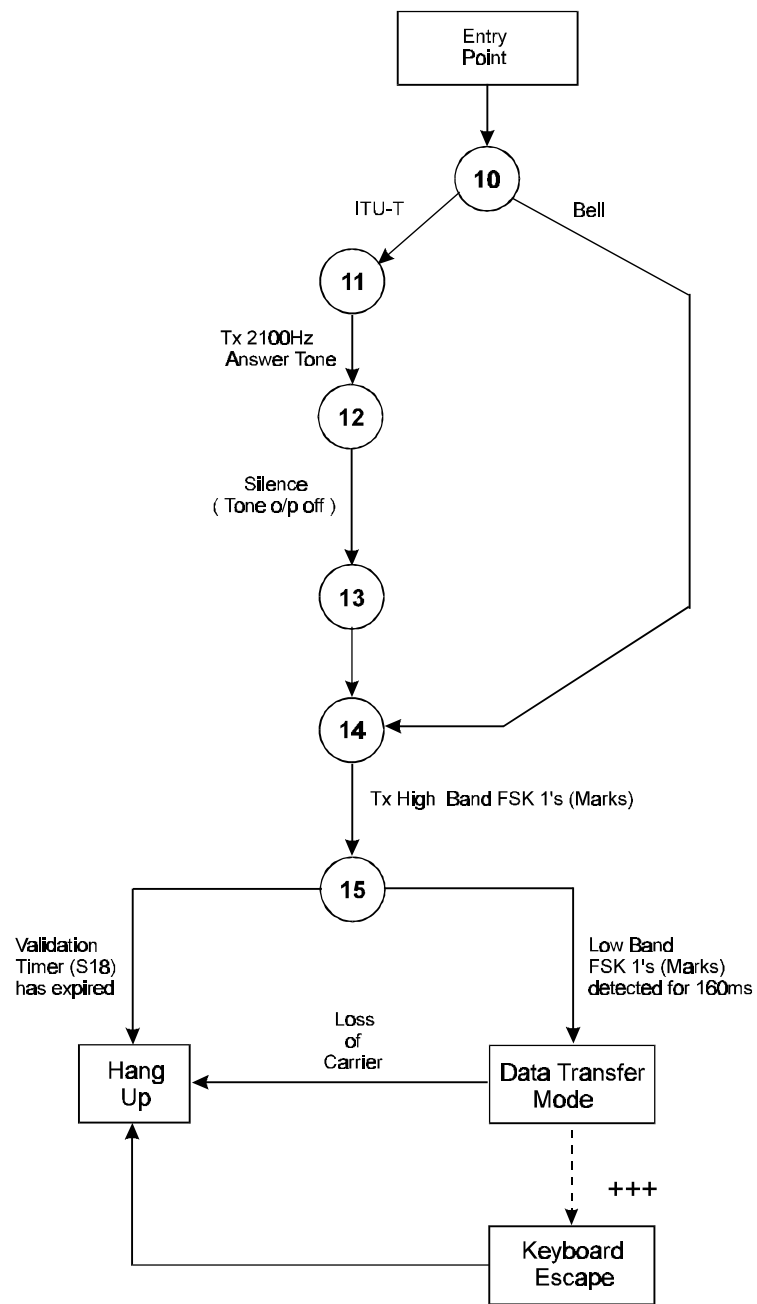 Entry
Point
10
ITU-T
Bell
11
Tx 2100Hz
Answer Tone
12
Silence
( Tone o/p off )
13
14
Tx High Band FSK 1's (Marks)
15
Validation
Timer (S18)
has expired
Low Band
FSK 1's (Marks)
detected for 160ms
Loss
of
Carrier
Hang
Up
Data Transfer
Mode
+++
Keyboard
Escape